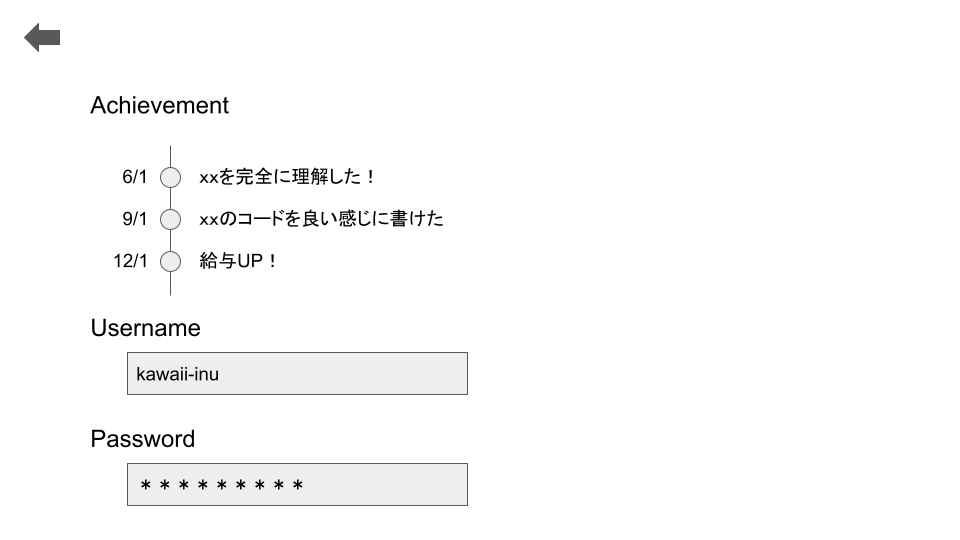 Achievement
6/1 xxを完全に理解した！
9/1 xxのコードを良い感じに書けた
12/1 給与UP！
Username
kawaii-inu
Password
＊＊＊＊＊＊＊＊＊